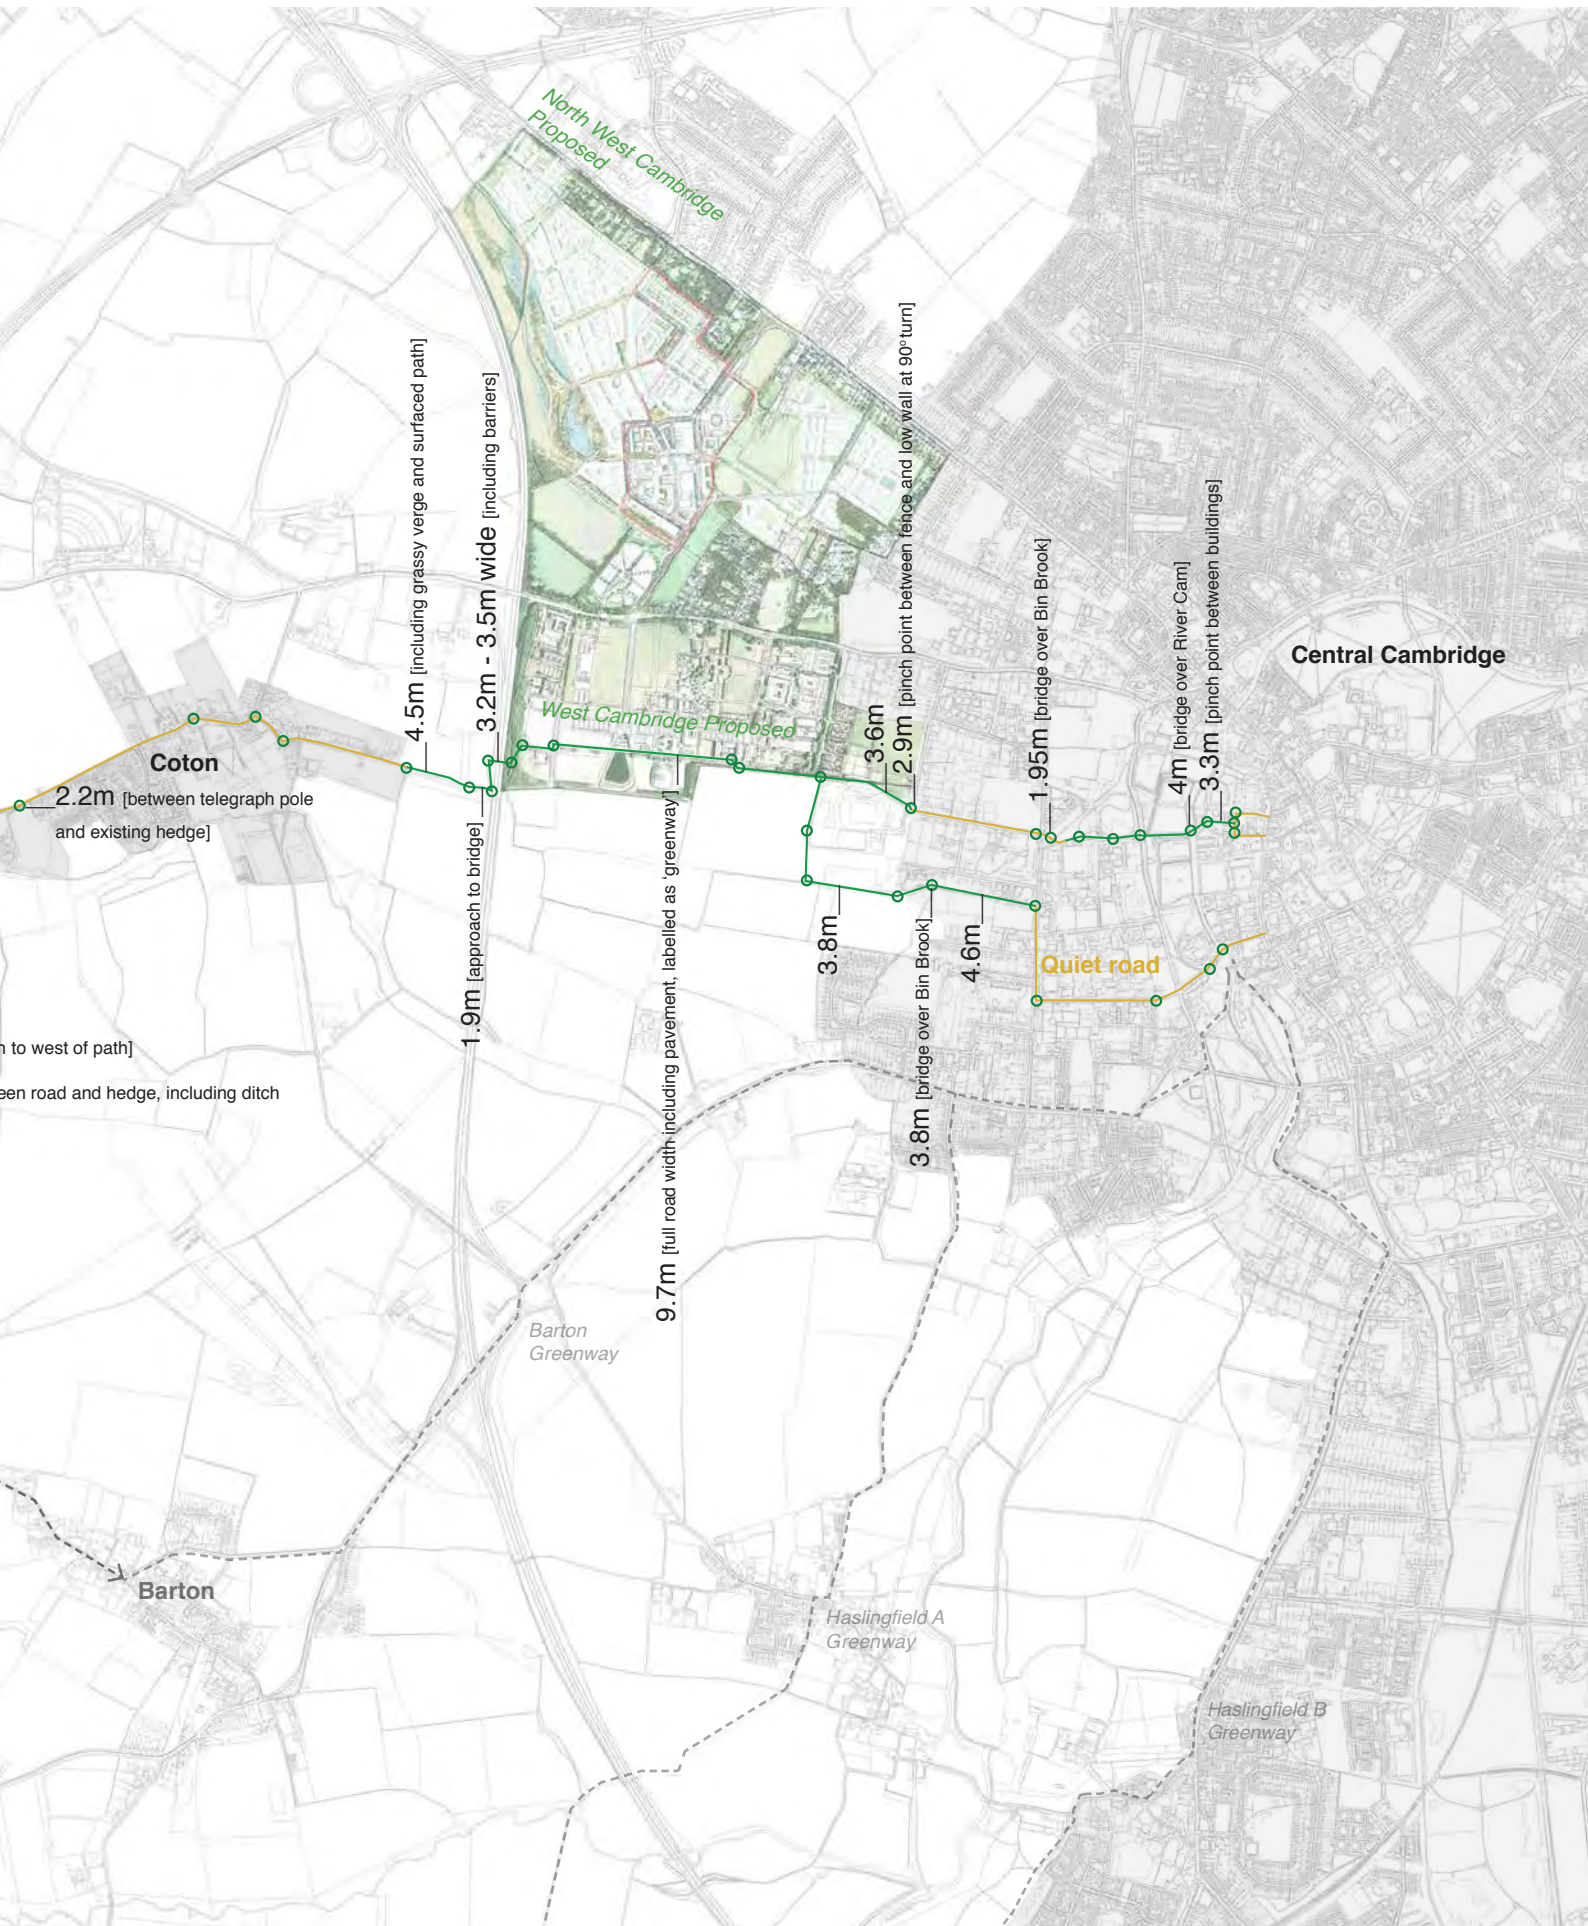 North West Cambridge
Proposed
4.5m [including grassy verge and surfaced path]
3.2m - 3.5m wide [including barriers]
2.9m [pinch point between fence and low wall at 90° turn]
3.6m
1.95m [bridge over Bin Brook]
4m [bridge over River Cam]
3.3m [pinch point between buildings]
Central Cambridge
West Cambridge Proposed
Coton
2.2m [between telegraph pole
and existing hedge]
1.9m [approach to bridge]
9.7m [full road width including pavement, labelled as 'greenway']
3.8m
3.8m [bridge over Bin Brook]
4.6m
Quiet road
to west of path]
road and hedge, including ditch
Barton
Greenway
Barton
Haslingfield A
Greenway
Haslingfield B
Greenway